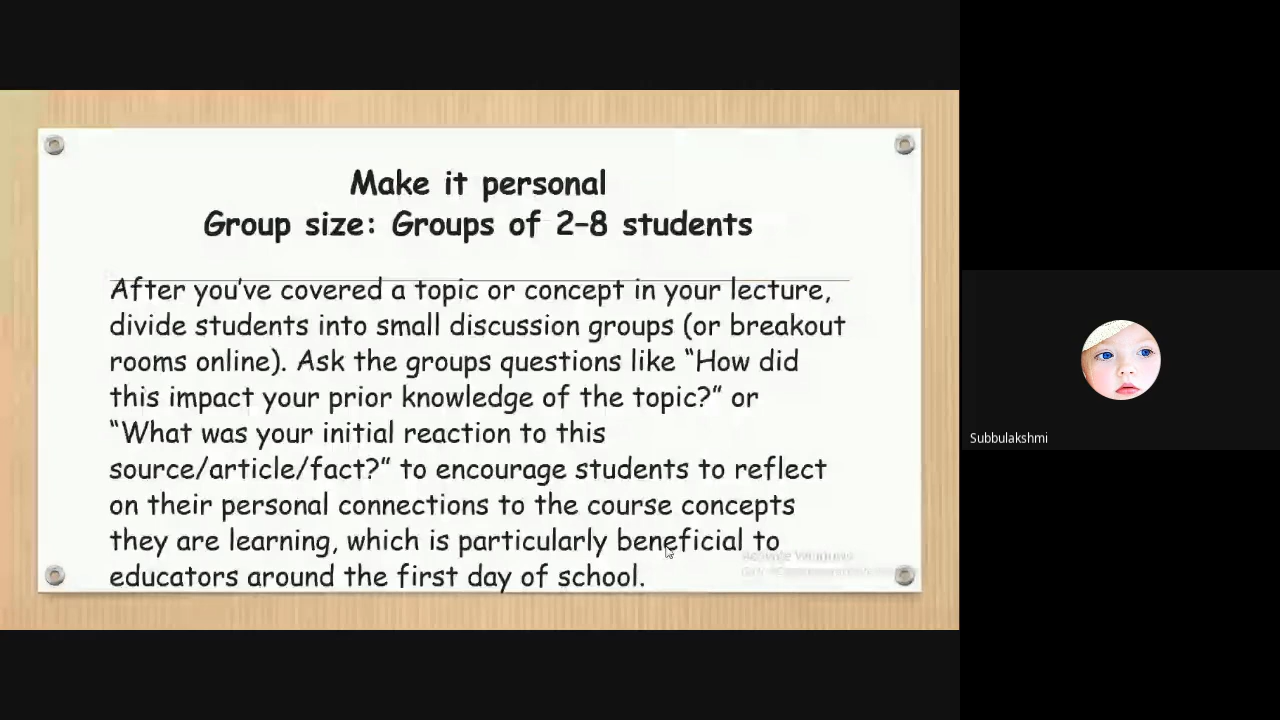 Make it personal
Group size: Groups of 2–8 students
After you’ve covered a topic or concept in your lecture,
divide students into small discussion groups (or breakout
rooms online). Ask the groups questions like “How did
this impact your prior knowledge of the topic?” or
“What was your initial reaction to this
source/article/fact?” to encourage students to reflect
on their personal connections to the course concepts
they are learning, which is particularly beneficial to
educators around the first day of school.
Activate Windows
Subbulakshmi